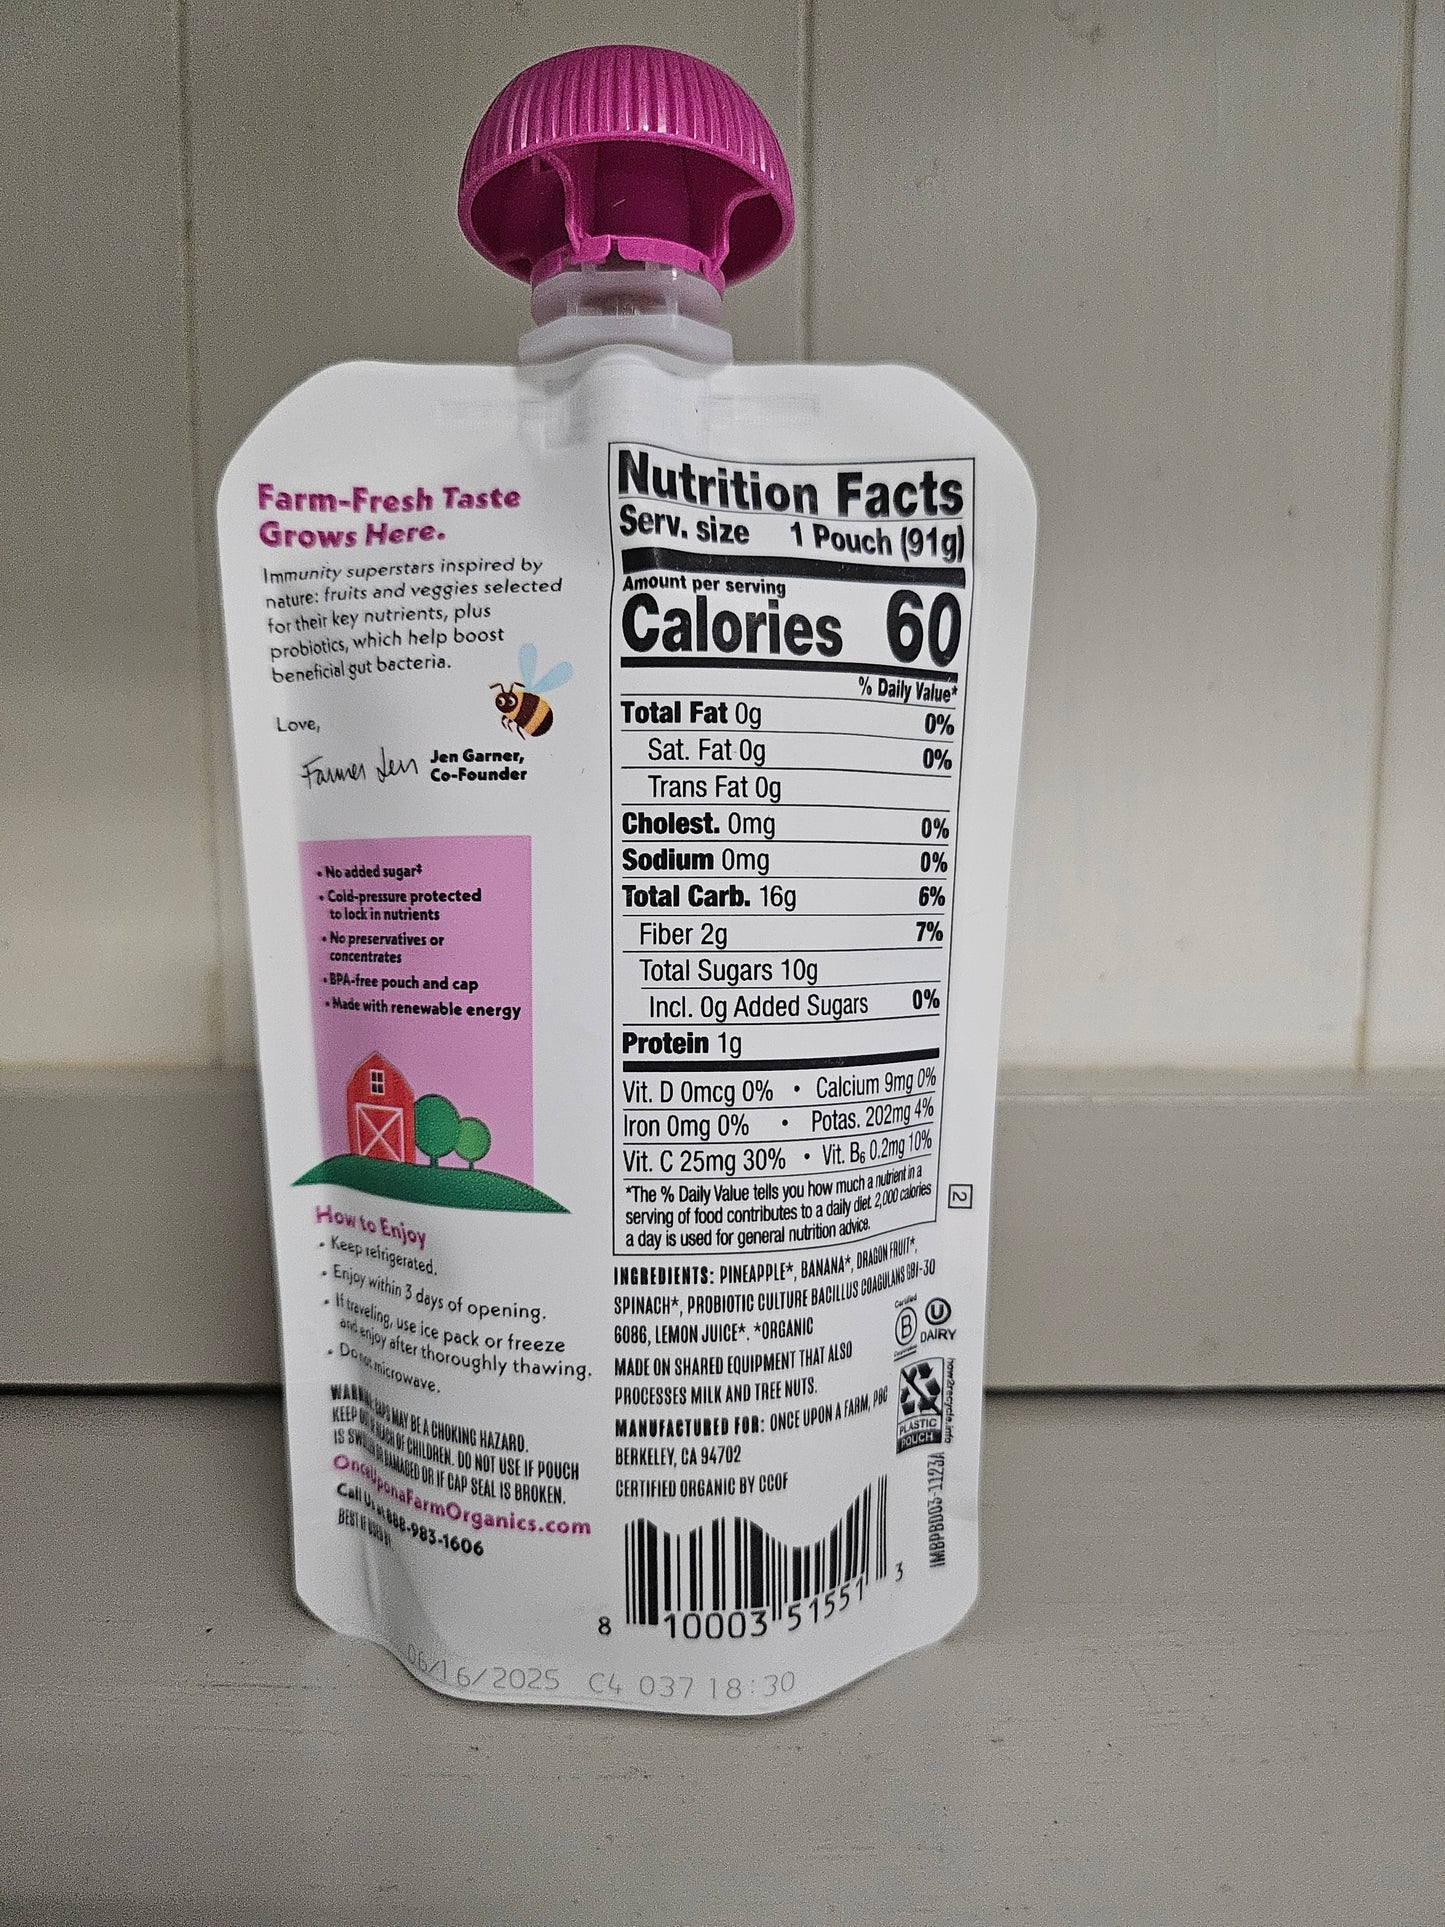 Farm-Fresh Taste
Grows Here.
Immunity superstars inspired by
nature: fruits and veggies selected
for their key nutrients, plus
probiotics, which help boost
beneficial gut bacteria.
Love,
Farmer Jen
Jen Garner,
Co-Founder
• No added sugar‡
• Cold-pressure protected
to lock in nutrients
• No preservatives or
concentrates
• BPA-free pouch and cap
• Made with renewable energy
How to Enjoy
• Keep refrigerated.
• Enjoy within 3 days of opening.
• If traveling, use ice pack or freeze
and enjoy after thoroughly thawing.
• Do not microwave.
WARNING: CAPS MAY BE A CHOKING HAZARD.
KEEP OUT OF REACH OF CHILDREN. DO NOT USE IF POUCH
IS SWOLLEN OR DAMAGED OR IF CAP SEAL IS BROKEN.
OnceUponaFarmOrganics.com
Call Us at 888-983-1606
BEST IF USED BY:
06/16/2025 C4 037 18:30
Nutrition Facts
Serv. size 1 Pouch (91g)
Amount per serving
Calories 60
% Daily Value*
Total Fat 0g 0%
Sat. Fat 0g 0%
Trans Fat 0g
Cholest. 0mg 0%
Sodium 0mg 0%
Total Carb. 16g 6%
Fiber 2g 7%
Total Sugars 10g
Incl. 0g Added Sugars 0%
Protein 1g
Vit. D 0mcg 0% • Calcium 9mg 0%
Iron 0mg 0% • Potas. 202mg 4%
Vit. C 25mg 30% • Vit. B6 0.2mg 10%
*The % Daily Value tells you how much a nutrient in a
serving of food contributes to a daily diet. 2,000 calories
a day is used for general nutrition advice.
2
INGREDIENTS: PINEAPPLE*, BANANA*, DRAGON FRUIT*,
SPINACH*, PROBIOTIC CULTURE BACILLUS COAGULANS GBI-30
6086, LEMON JUICE*. *ORGANIC
MADE ON SHARED EQUIPMENT THAT ALSO
PROCESSES MILK AND TREE NUTS.
MANUFACTURED FOR: ONCE UPON A FARM, PBC
BERKELEY, CA 94702
CERTIFIED ORGANIC BY CCOF
Certified
B
Corporation
U
DAIRY
how2recycle.info
PLASTIC
POUCH
IMBPBD03-1123A
8 10003 51551 3